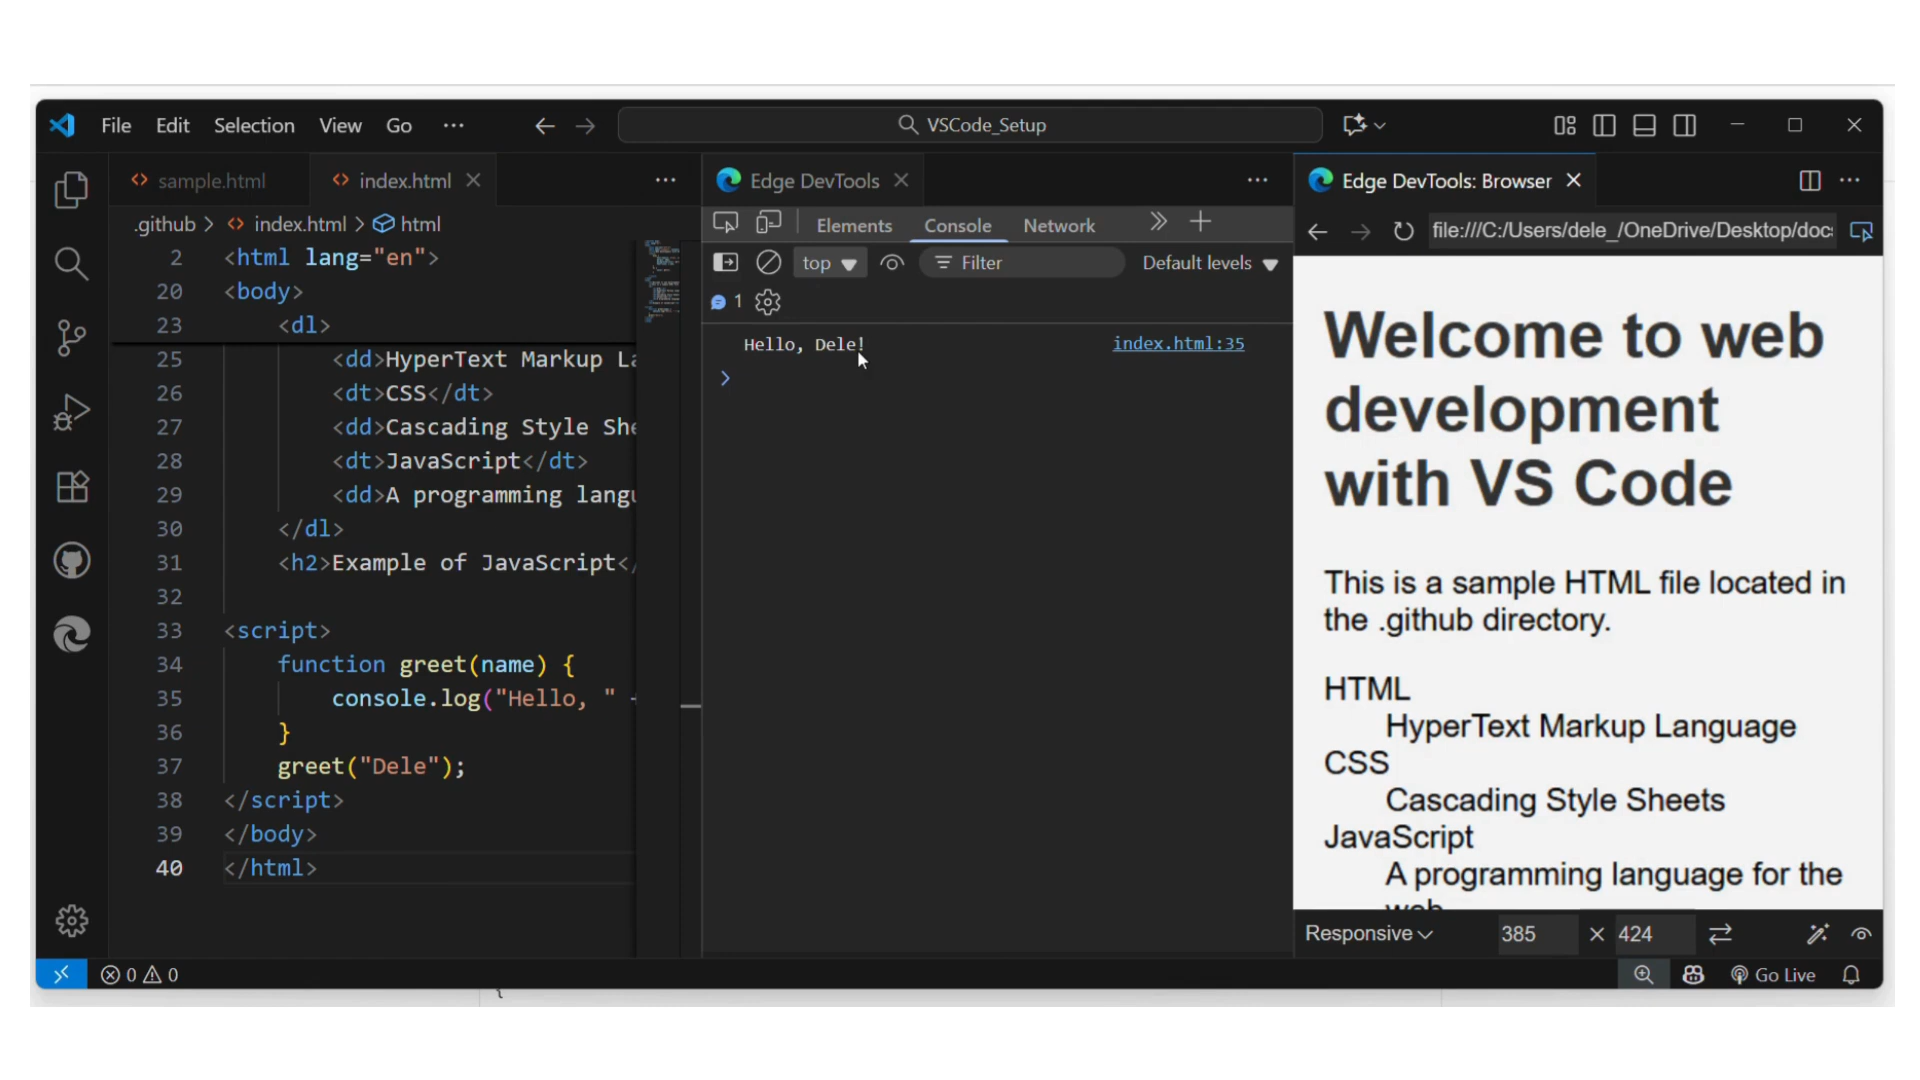 File Edit Selection View Go ··· VSCode_Setup
sample.html index.html
.github > index.html > html
2 <html lang="en">
20 <body>
23 <dl>
25 <dd>HyperText Markup La
26 <dt>CSS</dt>
27 <dd>Cascading Style She
28 <dt>JavaScript</dt>
29 <dd>A programming langu
30 </dl>
31 <h2>Example of JavaScript</
32
33 <script>
34 function greet(name) {
35 console.log("Hello, " +
36 }
37 greet("Dele");
38 </script>
39 </body>
40 </html>
Edge DevTools
Elements Console Network
top Filter Default levels
1
Hello, Dele! index.html:35
>
Edge DevTools: Browser
file:///C:/Users/dele_/OneDrive/Desktop/doc
Welcome to web
development
with VS Code
This is a sample HTML file located in
the .github directory.
HTML
HyperText Markup Language
CSS
Cascading Style Sheets
JavaScript
A programming language for the
web
Responsive 385 × 424
0 0 Go Live
{